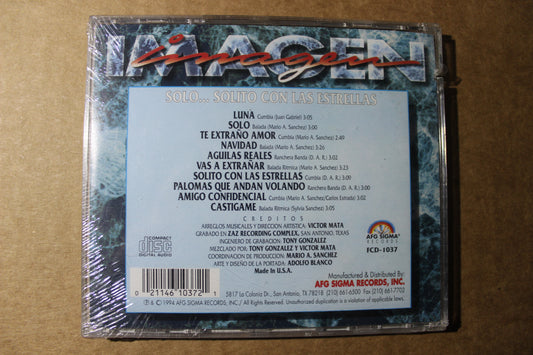 IMAGEN
imagen
SOLO... SOLITO CON LAS ESTRELLAS
LUNA Cumbia (Juan Gabriel) 3:05
SOLO Balada (Mario A. Sanchez) 3:00
TE EXTRAÑO AMOR Cumbia (Mario A. Sanchez) 2:49
NAVIDAD Balada (Mario A. Sanchez) 3:26
AGUILAS REALES Ranchera Banda (D. A. R.) 3:02
VAS A EXTRAÑAR Balada Ritmica (Mario A. Sanchez) 3:23
SOLITO CON LAS ESTRELLAS Cumbia (D. A. R.) 3:09
PALOMAS QUE ANDAN VOLANDO Ranchera Banda (D. A. R.)
AMIGO CONFIDENCIAL Cumbia (Mario A. Sanchez/Carlos Estrada) 3:02
CASTIGAME Balada Ritmica (Sylvia Sanchez) 3:05
CREDITOS
ARREGLOS MUSICALES Y DIRECCION ARTISTICA: VICTOR MATA
GRABADO EN ZAZ RECORDING COMPLEX, SAN ANTONIO, TEXAS
INGENIERO DE GRABACION: TONY GONZALEZ
MEZCLADO POR: TONY GONZALEZ Y VICTOR MATA
COORDINACION DE PRODUCCION: MARIO A. SANCHEZ
ARTE Y DISEÑO DE LA PORTADA: ADOLFO BLANCO
Made in U.S.A.
COMPACT
disc
DIGITAL AUDIO
AFG SIGMA
RECORDS
FCD-1037
0 21146 10372 1
Manufactured & Distributed by:
AFG SIGMA RECORDS, INC.
5817 La Colonia Dr., San Antonio, TX 78218 (210) 661-6500 Fax (210) 661-7702
℗ & © 1994 AFG SIGMA RECORDS, INC./ All Rights Reserved. Unauthorized duplication is a violation of applicable laws.